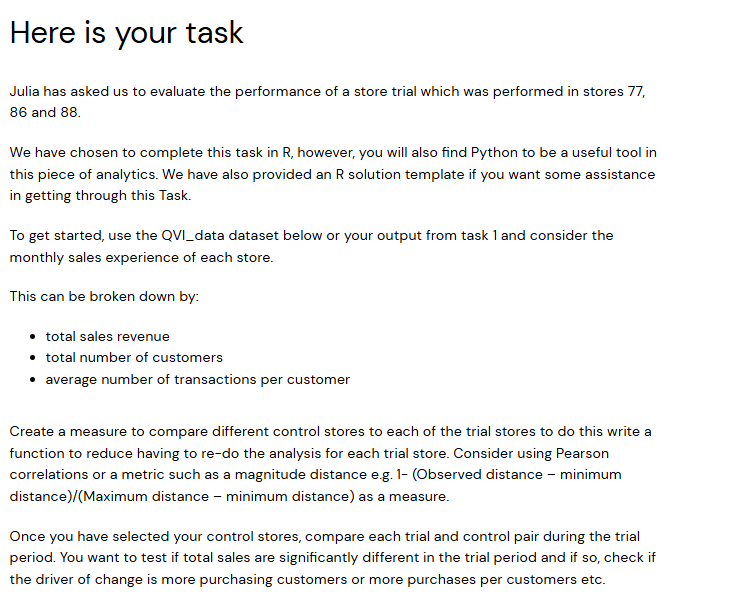 Here is your task
Julia has asked us to evaluate the performance of a store trial which was performed in stores 77,
86 and 88.
We have chosen to complete this task in R, however, you will also find Python to be a useful tool in
this piece of analytics. We have also provided an R solution template if you want some assistance
in getting through this Task.
To get started, use the QVI_data dataset below or your output from task 1 and consider the
monthly sales experience of each store.
This can be broken down by:
• total sales revenue
• total number of customers
• average number of transactions per customer
Create a measure to compare different control stores to each of the trial stores to do this write a
function to reduce having to re-do the analysis for each trial store. Consider using Pearson
correlations or a metric such as a magnitude distance e.g. 1- (Observed distance – minimum
distance)/(Maximum distance – minimum distance) as a measure.
Once you have selected your control stores, compare each trial and control pair during the trial
period. You want to test if total sales are significantly different in the trial period and if so, check if
the driver of change is more purchasing customers or more purchases per customers etc.